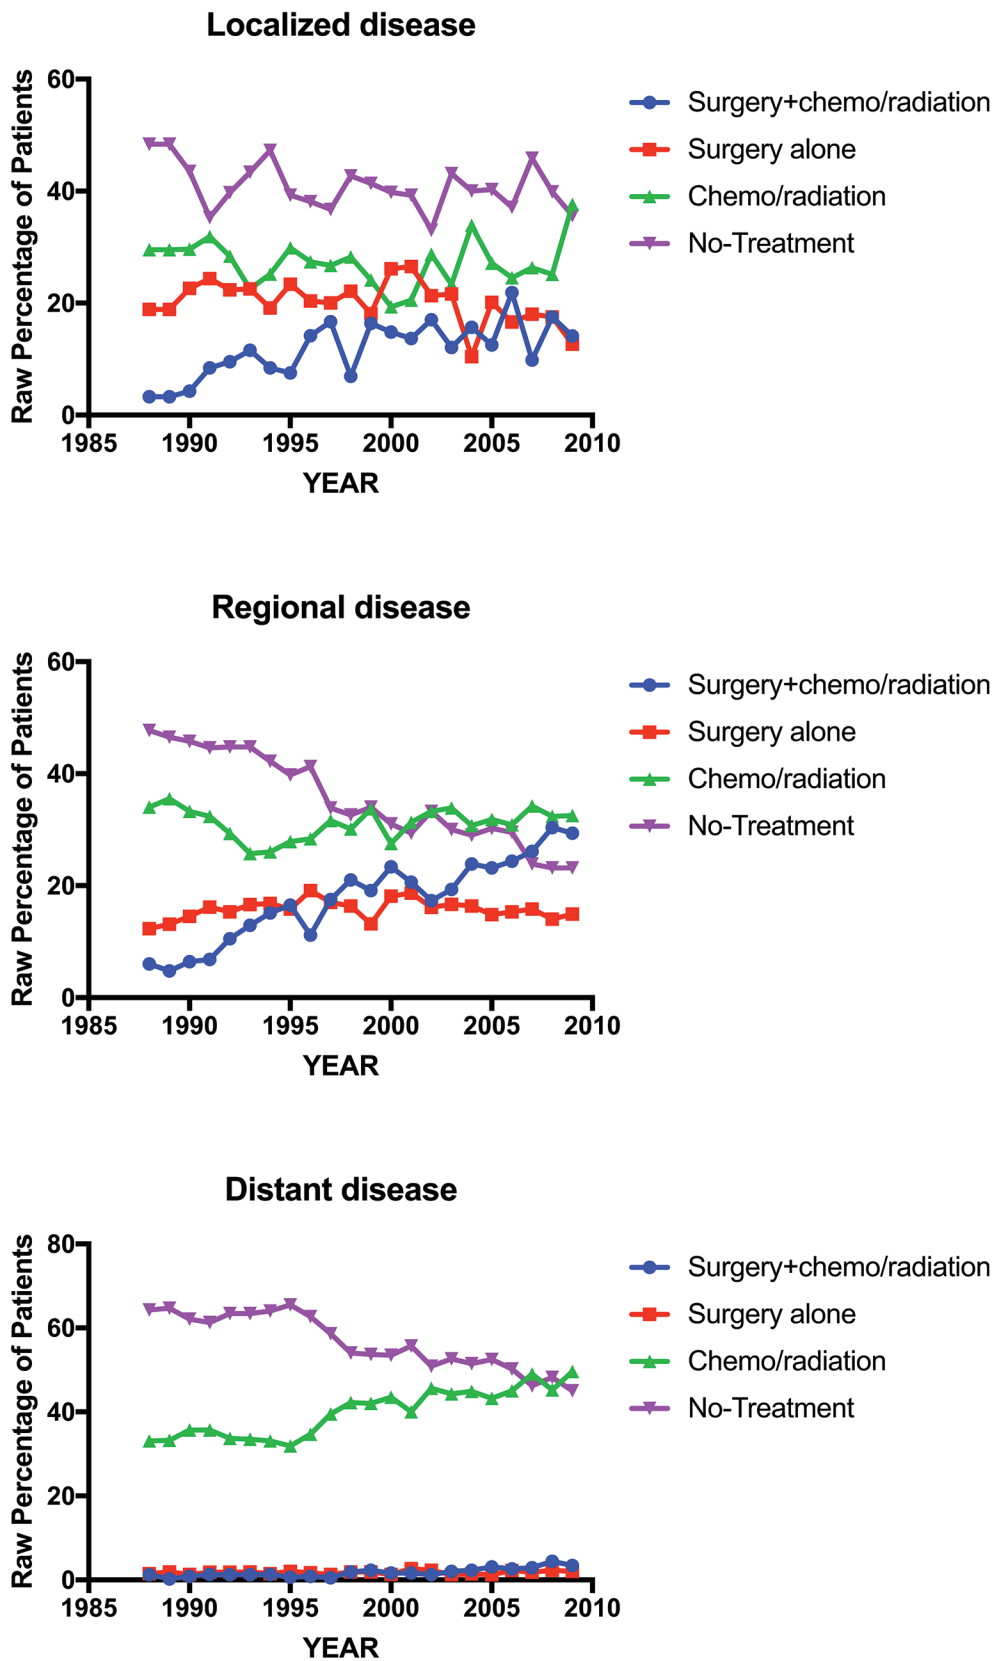 Localized disease
Raw Percentage of Patients
60
40
20
0
1985 1990 1995 2000 2005 2010
YEAR
Surgery+chemo/radiation
Surgery alone
Chemo/radiation
No-Treatment
Regional disease
Raw Percentage of Patients
60
40
20
0
1985 1990 1995 2000 2005 2010
YEAR
Surgery+chemo/radiation
Surgery alone
Chemo/radiation
No-Treatment
Distant disease
Raw Percentage of Patients
80
60
40
20
0
1985 1990 1995 2000 2005 2010
YEAR
Surgery+chemo/radiation
Surgery alone
Chemo/radiation
No-Treatment